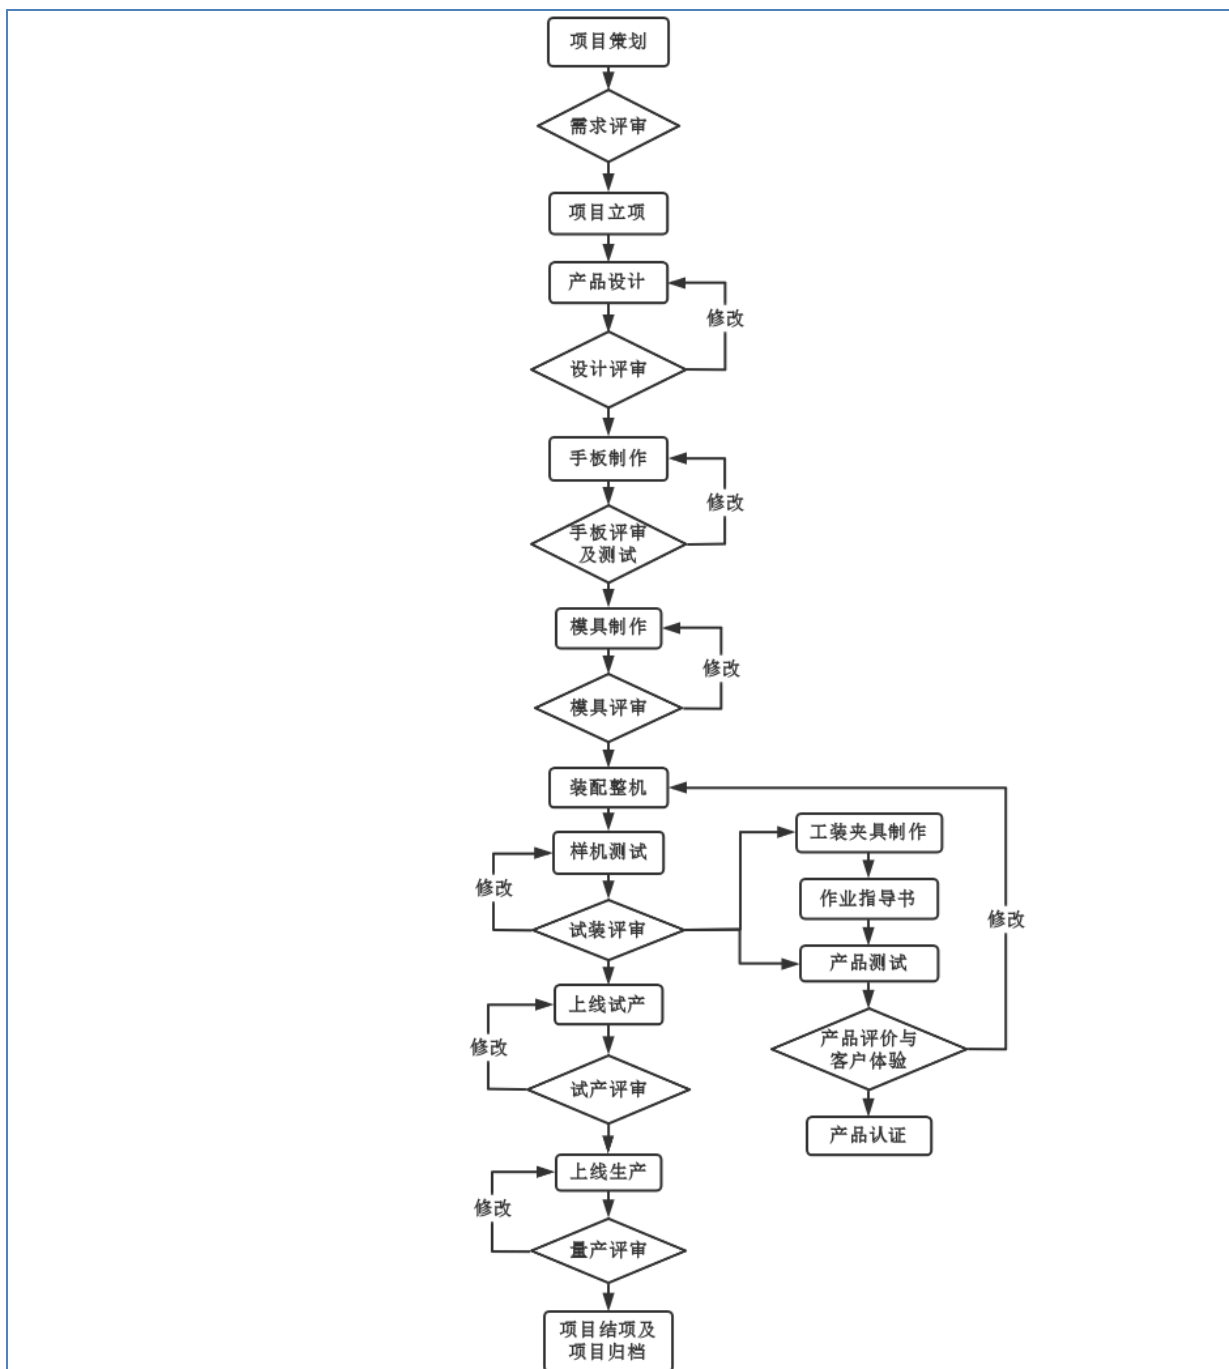 项目策划
需求评审
项目立项
产品设计
修改
设计评审
手板制作
修改
手板评审
及测试
模具制作
修改
模具评审
装配整机
样机测试
修改
试装评审
工装夹具制作
作业指导书
修改
产品测试
上线试产
修改
试产评审
产品评价与
客户体验
产品认证
上线生产
修改
量产评审
项目结项及
项目归档